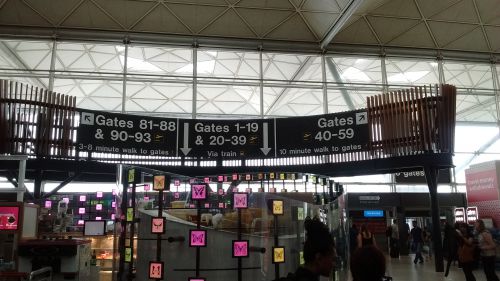 Gates 81-88
& 90-93
3-8 minute walk to gates
Gates 1-19
& 20-39
Via train
Gates
40-59
10 minute walk to gates